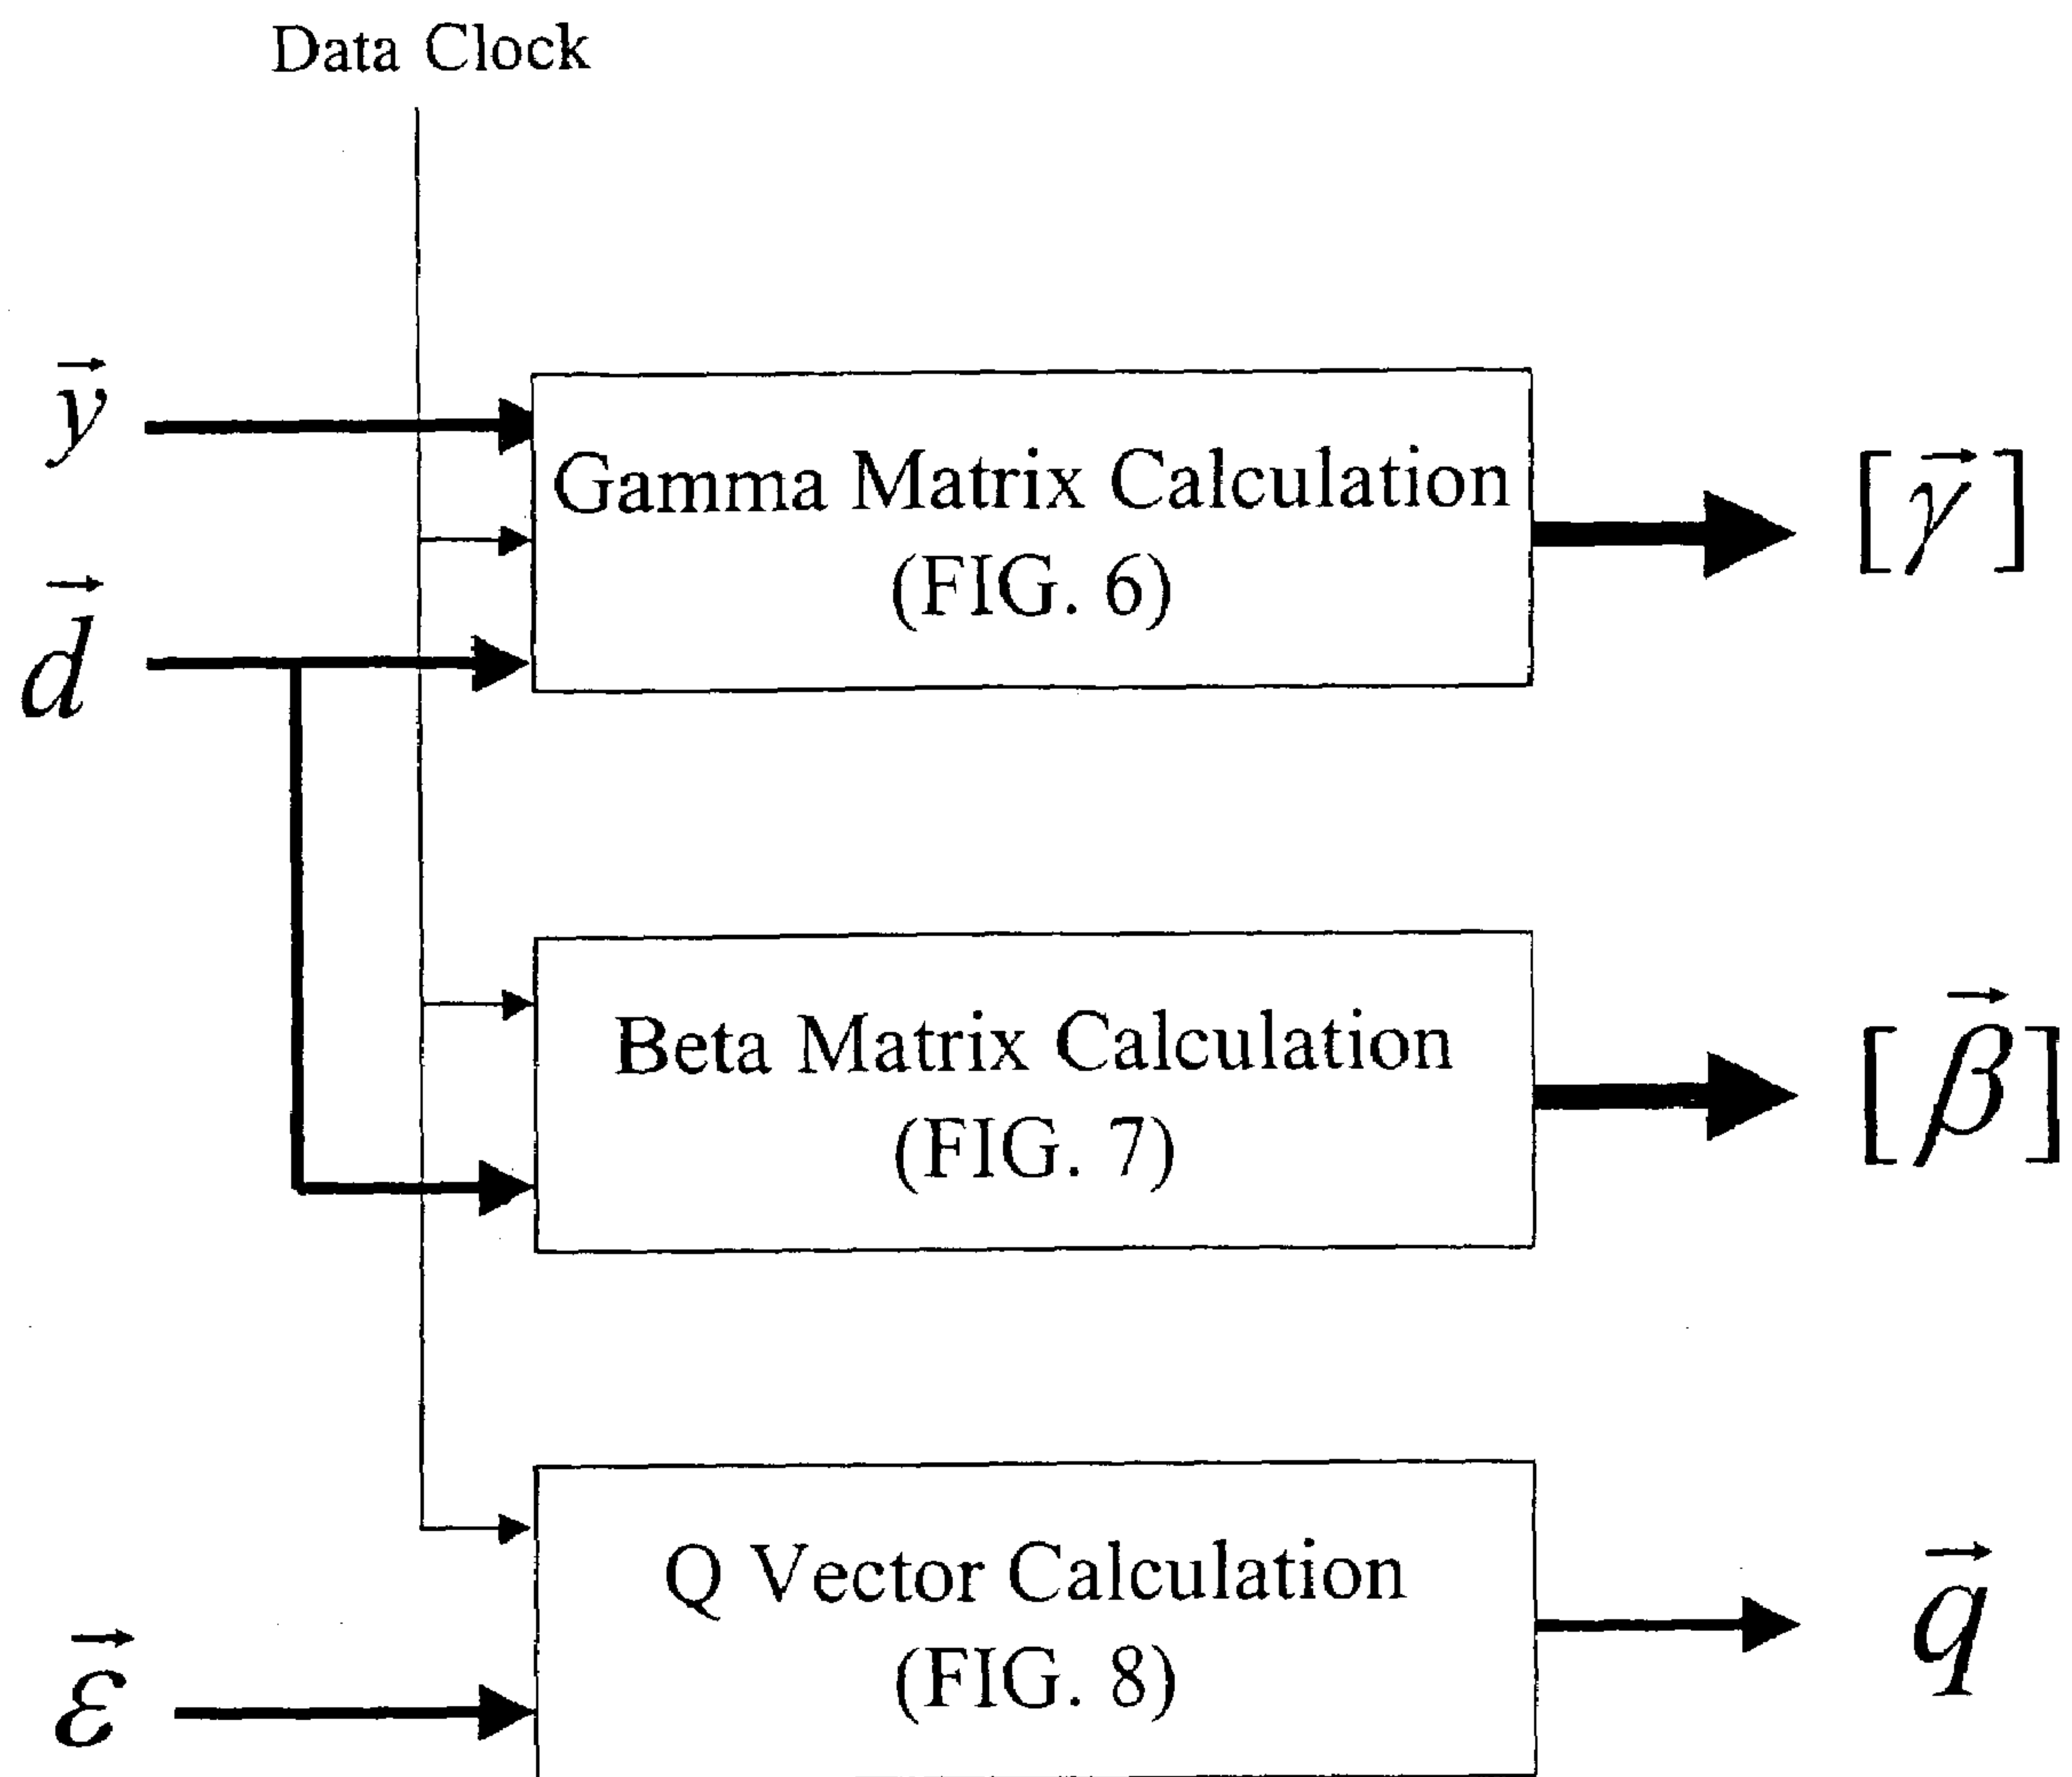 Data Clock
y⃗
Gamma Matrix Calculation
(FIG. 6)
[γ⃗]
d⃗
Beta Matrix Calculation
(FIG. 7)
[β⃗]
Q Vector Calculation
(FIG. 8)
q⃗
ε⃗